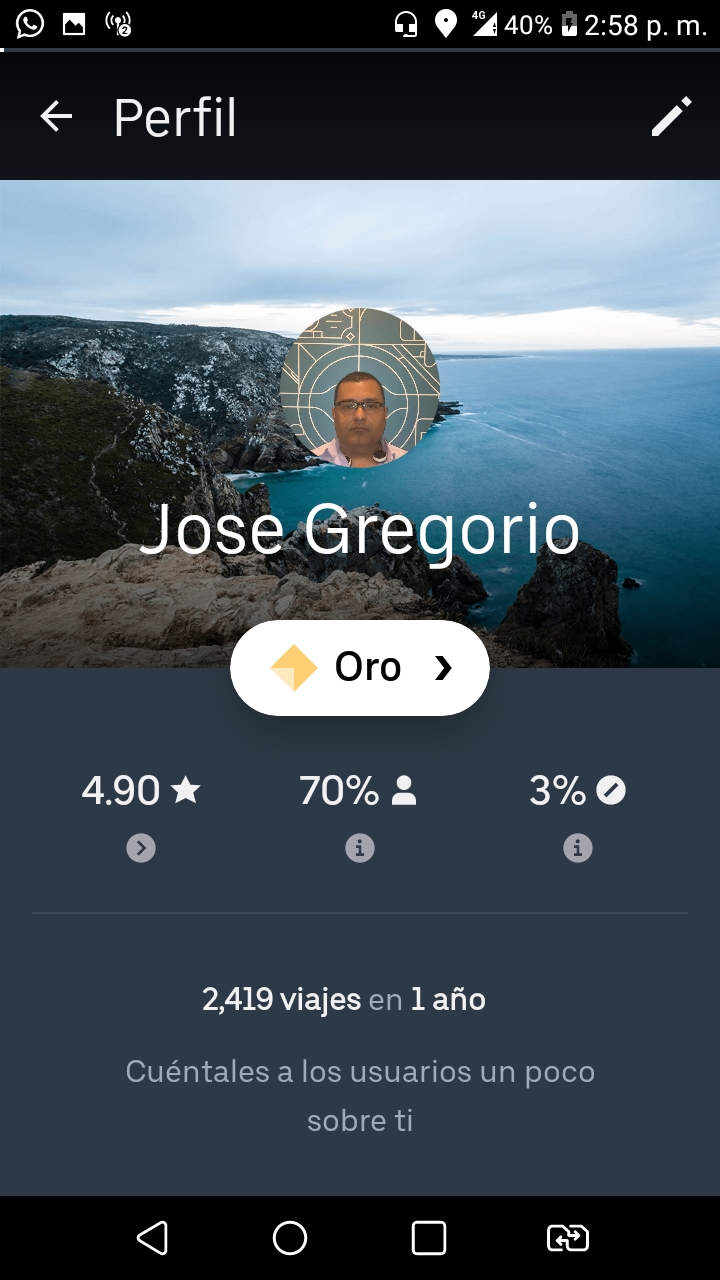 4G 40% 2:58 p. m.
Perfil
Jose Gregorio
Oro
4.90 70% 3%
2,419 viajes en 1 año
Cuéntales a los usuarios un poco
sobre ti